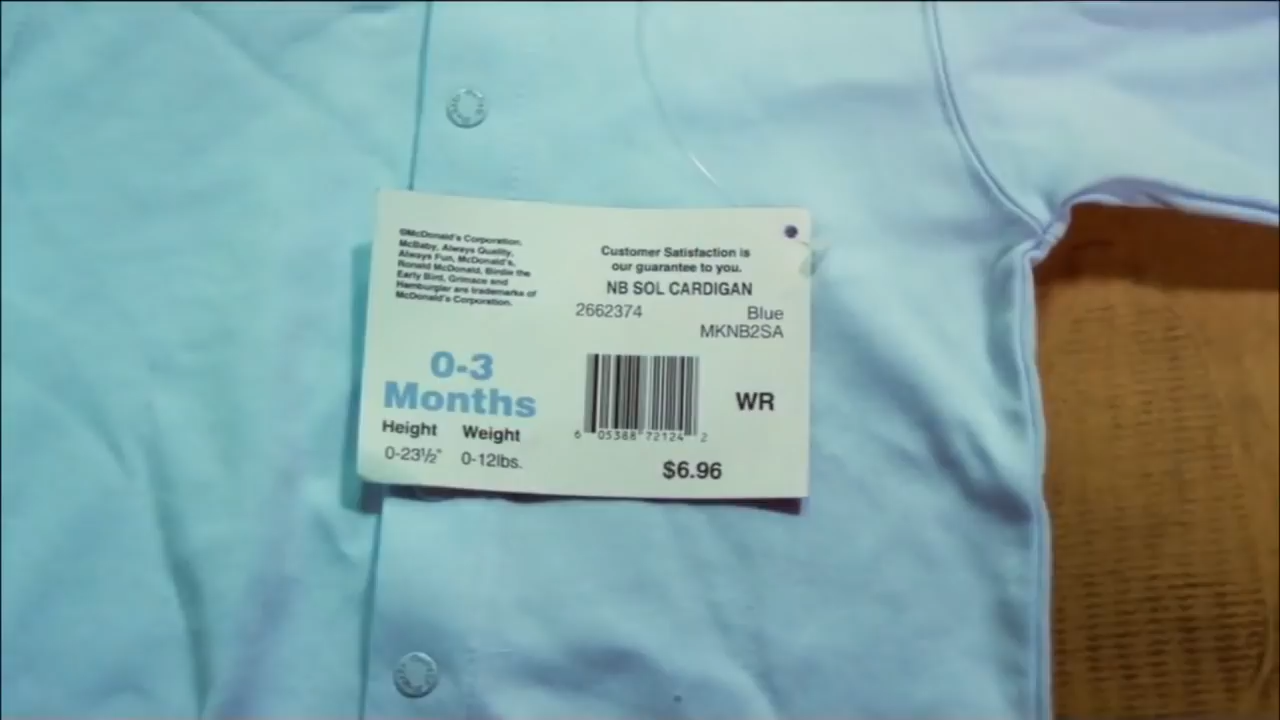 ©McDonald's Corporation.
McBaby, Always Quality,
Always Fun, McDonald's,
Ronald McDonald, Birdie the
Early Bird, Grimace and
Hamburglar are trademarks of
McDonald's Corporation.
Customer Satisfaction is
our guarantee to you.
NB SOL CARDIGAN
2662374 Blue
MKNB2SA
0-3
Months
Height Weight
0-23½" 0-12lbs.
6 05388 72124 2
WR
$6.96